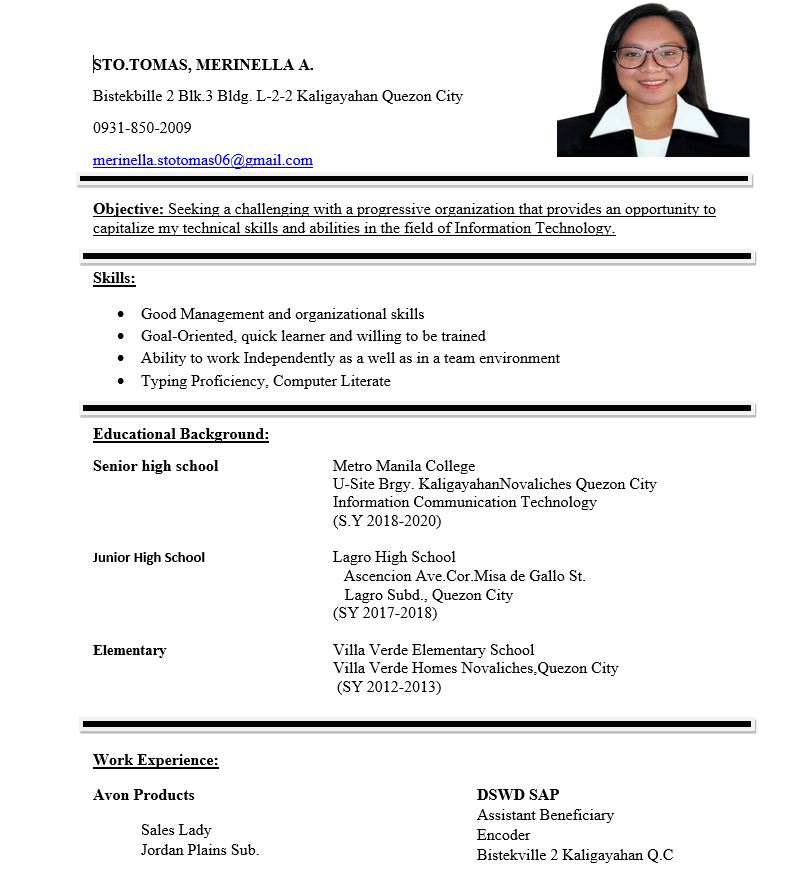 STO.TOMAS, MERINELLA A.
Bistekbille 2 Blk.3 Bldg. L-2-2 Kaligayahan Quezon City
0931-850-2009
merinella.stotomas06@gmail.com
Objective: Seeking a challenging with a progressive organization that provides an opportunity to
capitalize my technical skills and abilities in the field of Information Technology.
Skills:
• Good Management and organizational skills
• Goal-Oriented, quick learner and willing to be trained
• Ability to work Independently as a well as in a team environment
• Typing Proficiency, Computer Literate
Educational Background:
Senior high school
Metro Manila College
U-Site Brgy. KaligayahanNovaliches Quezon City
Information Communication Technology
(S.Y 2018-2020)
Junior High School
Lagro High School
Ascencion Ave.Cor.Misa de Gallo St.
Lagro Subd., Quezon City
(SY 2017-2018)
Elementary
Villa Verde Elementary School
Villa Verde Homes Novaliches,Quezon City
(SY 2012-2013)
Work Experience:
Avon Products
Sales Lady
Jordan Plains Sub.
DSWD SAP
Assistant Beneficiary
Encoder
Bistekville 2 Kaligayahan Q.C